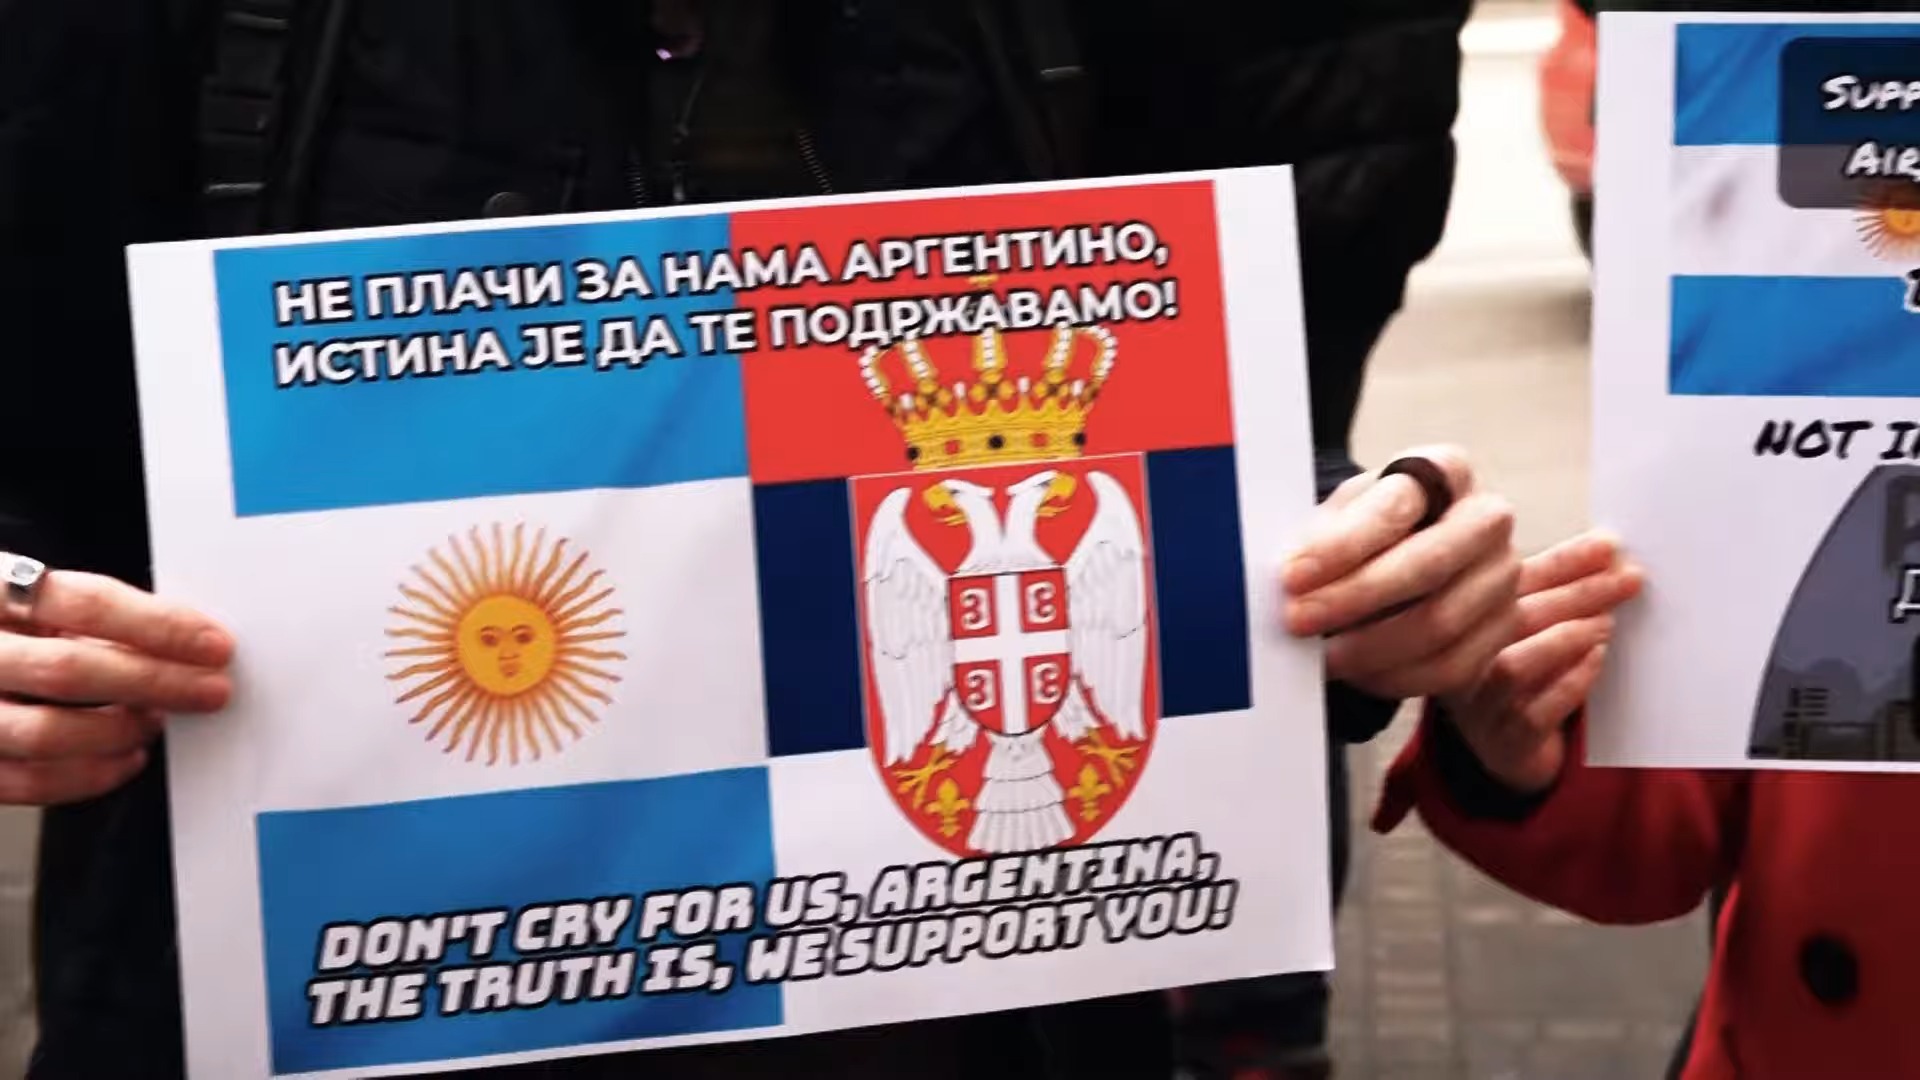 НЕ ПЛАЧИ ЗА НАМА АРГЕНТИНО,
ИСТИНА ЈЕ ДА ТЕ ПОДРЖАВАМО!
DON'T CRY FOR US, ARGENTINA,
THE TRUTH IS, WE SUPPORT YOU!
NOT